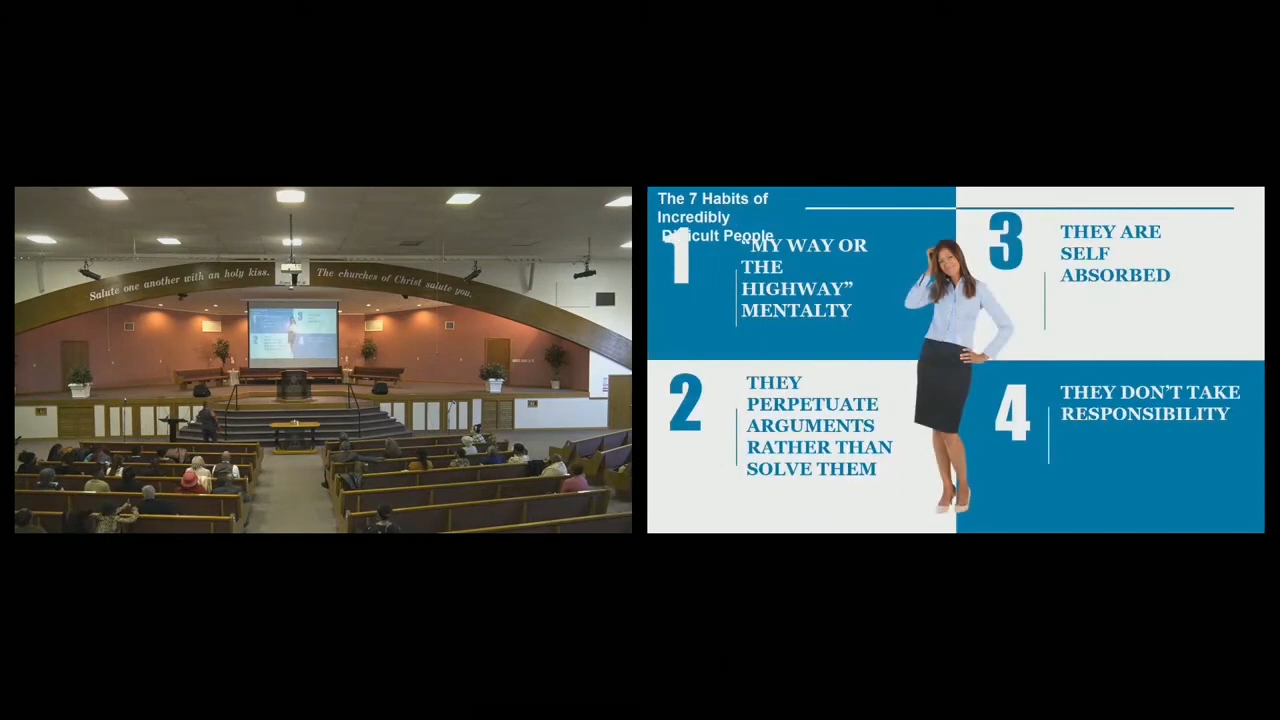 Salute one another with an holy kiss.
The churches of Christ salute you.
The 7 Habits of
Incredibly
Difficult People
1
"MY WAY OR
THE
HIGHWAY"
MENTALTY
2
THEY
PERPETUATE
ARGUMENTS
RATHER THAN
SOLVE THEM
3
THEY ARE
SELF
ABSORBED
4
THEY DON'T TAKE
RESPONSIBILITY